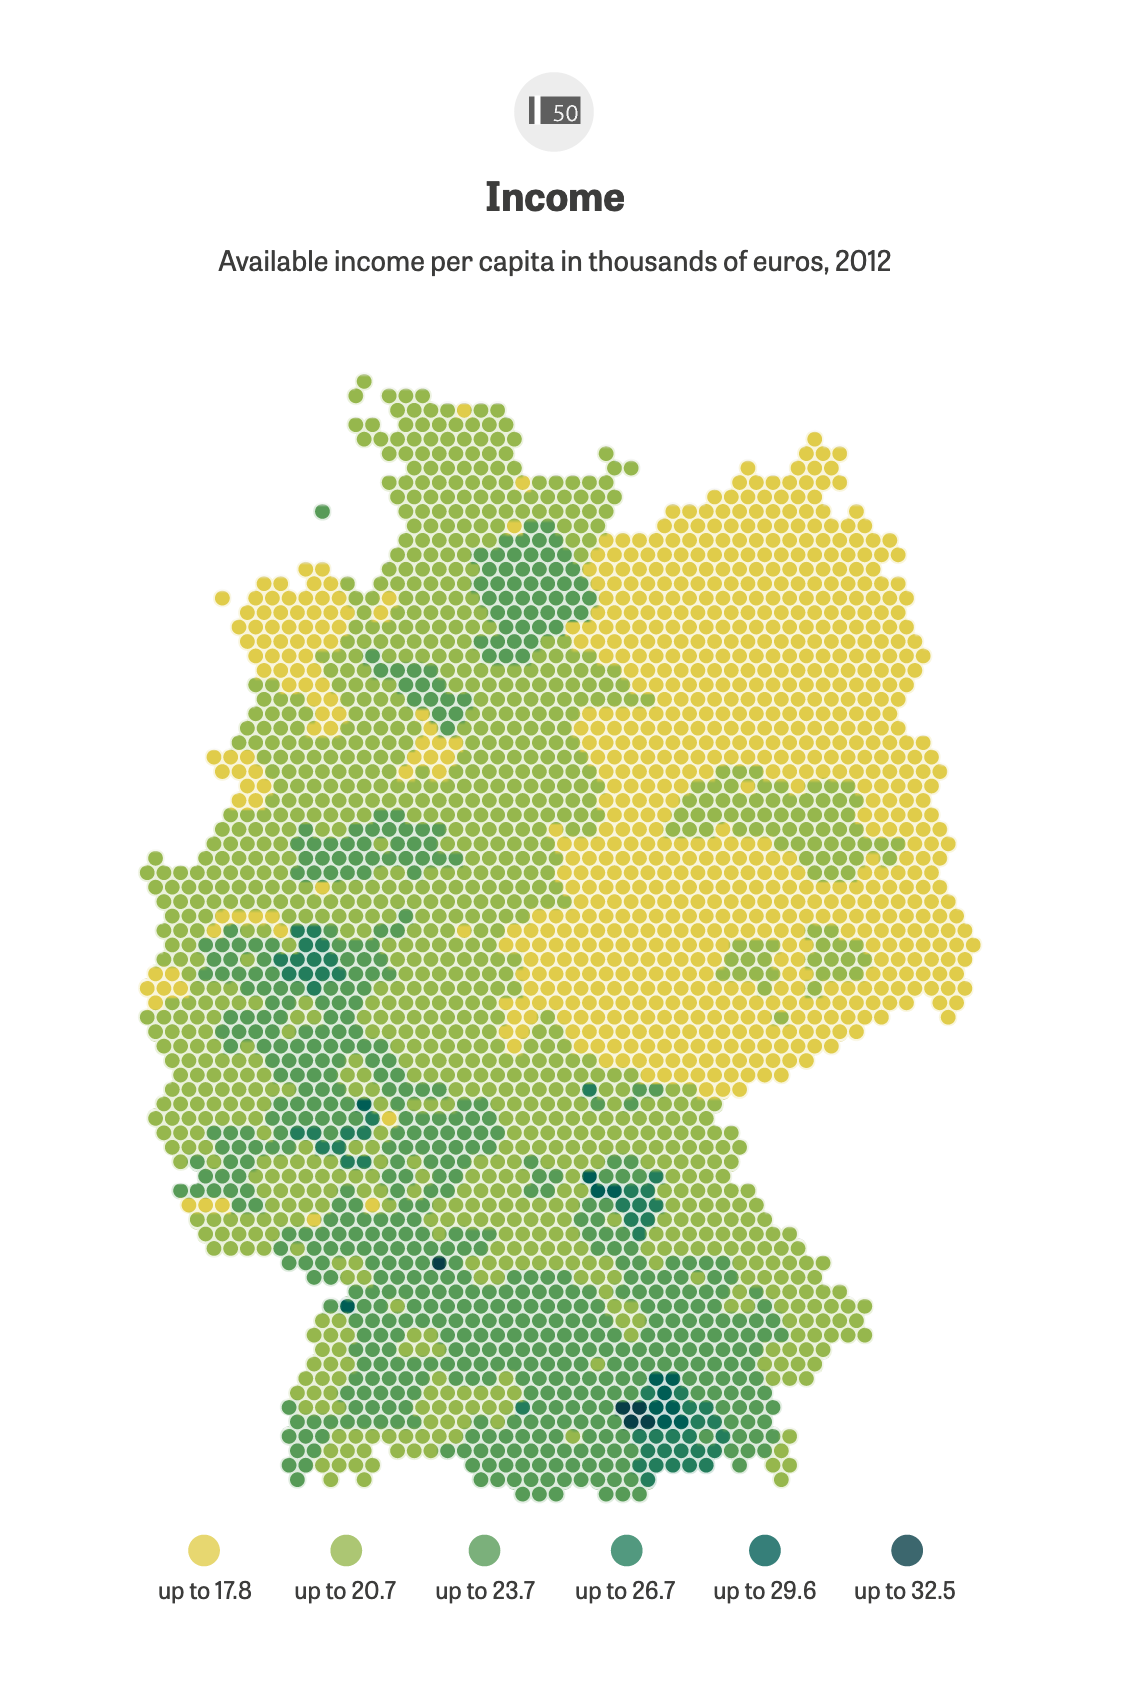 50
Income
Available income per capita in thousands of euros, 2012
up to 17.8
up to 20.7
up to 23.7
up to 26.7
up to 29.6
up to 32.5